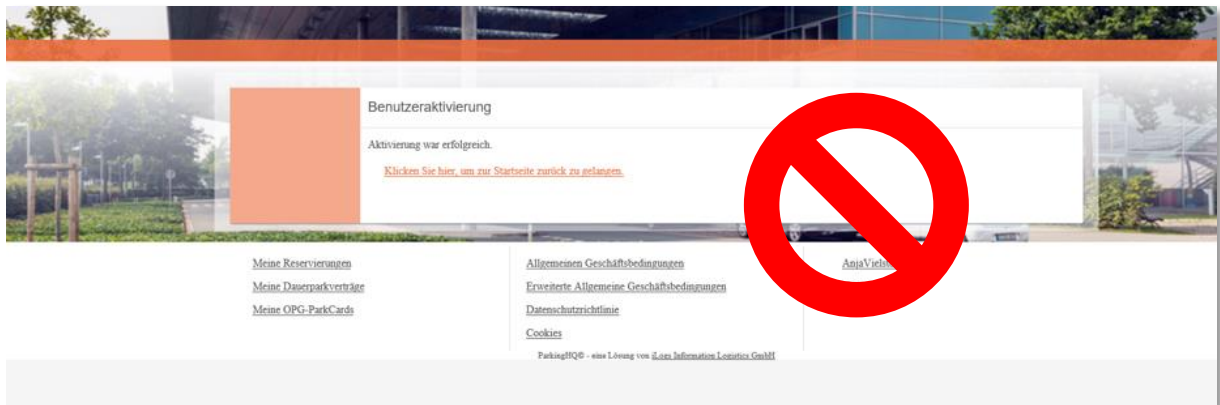 Benutzeraktivierung
Aktivierung war erfolgreich.
Klicken Sie hier, um zur Startseite zurück zu gelangen.
Meine Reservierungen
Meine Dauerparkverträge
Meine OPG-ParkCards
Allgemeinen Geschäftsbedingungen
Erweiterte Allgemeine Geschäftsbedingungen
Datenschutzrichtlinie
Cookies
ParkingHQ© - eine Lösung von iLogs Information Logistics GmbH